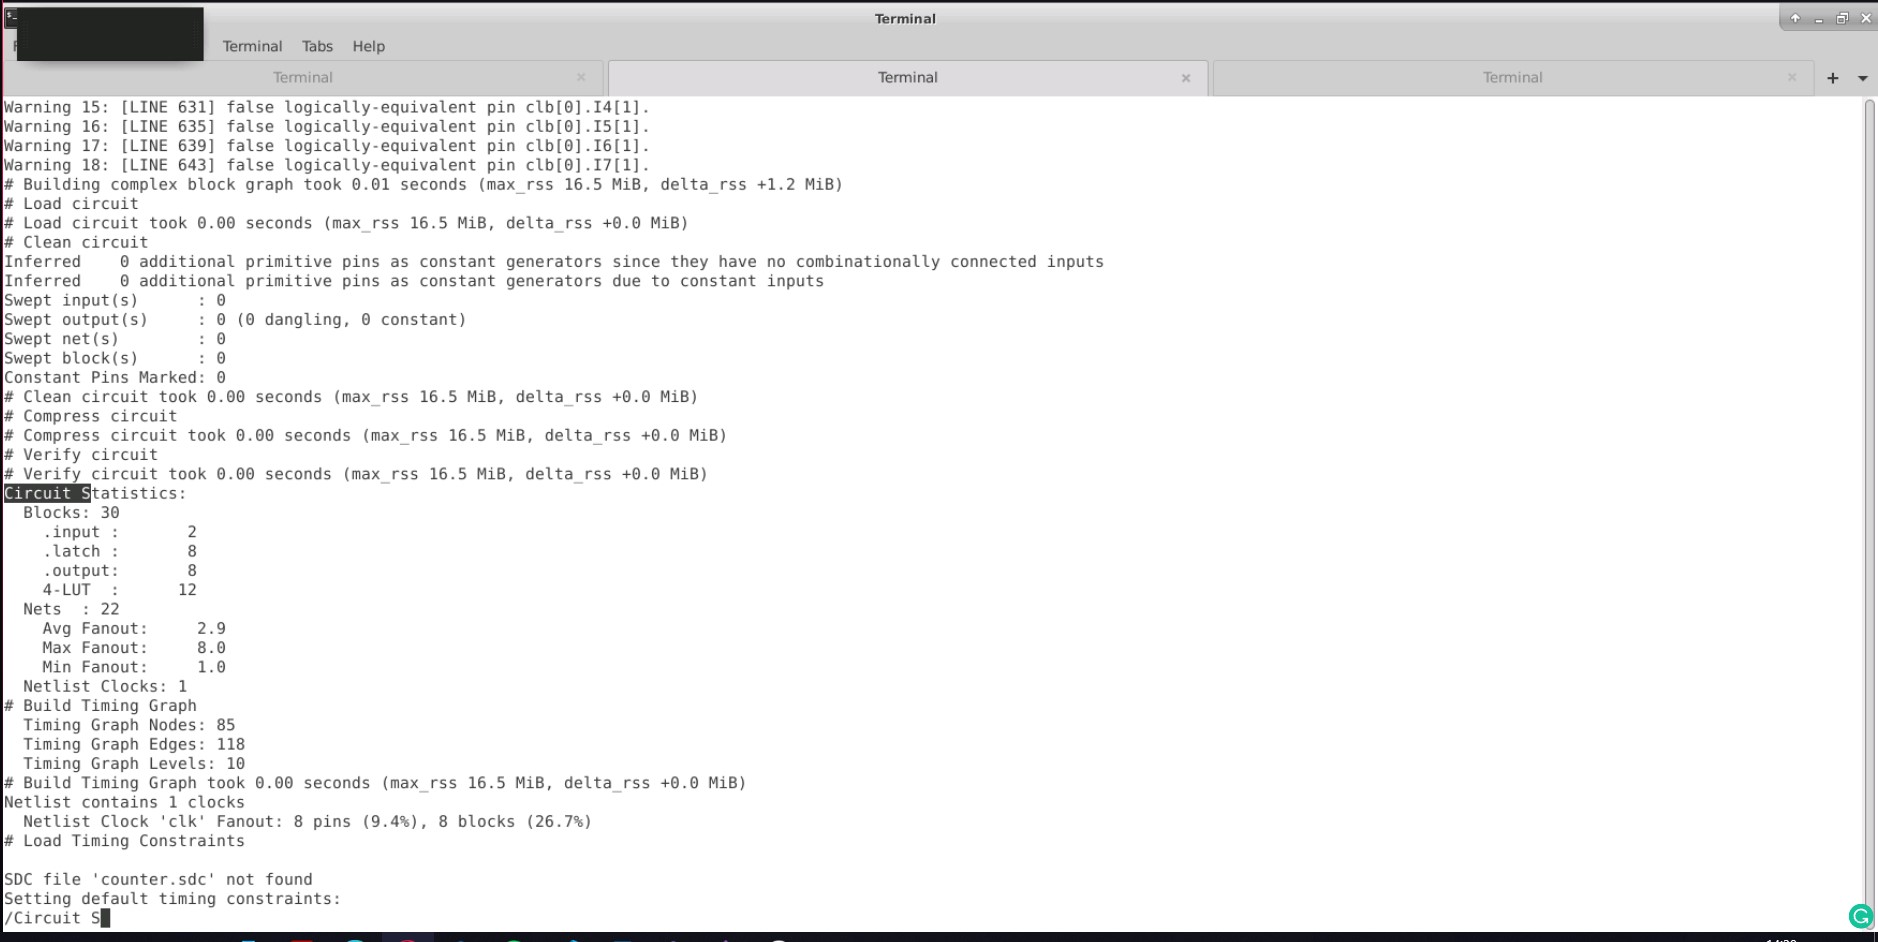 Terminal
Terminal Tabs Help
Terminal Terminal Terminal
Warning 15: [LINE 631] false logically-equivalent pin clb[0].I4[1].
Warning 16: [LINE 635] false logically-equivalent pin clb[0].I5[1].
Warning 17: [LINE 639] false logically-equivalent pin clb[0].I6[1].
Warning 18: [LINE 643] false logically-equivalent pin clb[0].I7[1].
# Building complex block graph took 0.01 seconds (max_rss 16.5 MiB, delta_rss +1.2 MiB)
# Load circuit
# Load circuit took 0.00 seconds (max_rss 16.5 MiB, delta_rss +0.0 MiB)
# Clean circuit
Inferred    0 additional primitive pins as constant generators since they have no combinationally connected inputs
Inferred    0 additional primitive pins as constant generators due to constant inputs
Swept input(s)      : 0
Swept output(s)     : 0 (0 dangling, 0 constant)
Swept net(s)        : 0
Swept block(s)      : 0
Constant Pins Marked: 0
# Clean circuit took 0.00 seconds (max_rss 16.5 MiB, delta_rss +0.0 MiB)
# Compress circuit
# Compress circuit took 0.00 seconds (max_rss 16.5 MiB, delta_rss +0.0 MiB)
# Verify circuit
# Verify circuit took 0.00 seconds (max_rss 16.5 MiB, delta_rss +0.0 MiB)
Circuit Statistics:
  Blocks: 30
    .input :       2
    .latch :       8
    .output:       8
    4-LUT  :      12
  Nets  : 22
    Avg Fanout:     2.9
    Max Fanout:     8.0
    Min Fanout:     1.0
  Netlist Clocks: 1
# Build Timing Graph
  Timing Graph Nodes: 85
  Timing Graph Edges: 118
  Timing Graph Levels: 10
# Build Timing Graph took 0.00 seconds (max_rss 16.5 MiB, delta_rss +0.0 MiB)
Netlist contains 1 clocks
  Netlist Clock 'clk' Fanout: 8 pins (9.4%), 8 blocks (26.7%)
# Load Timing Constraints
SDC file 'counter.sdc' not found
Setting default timing constraints:
/Circuit S